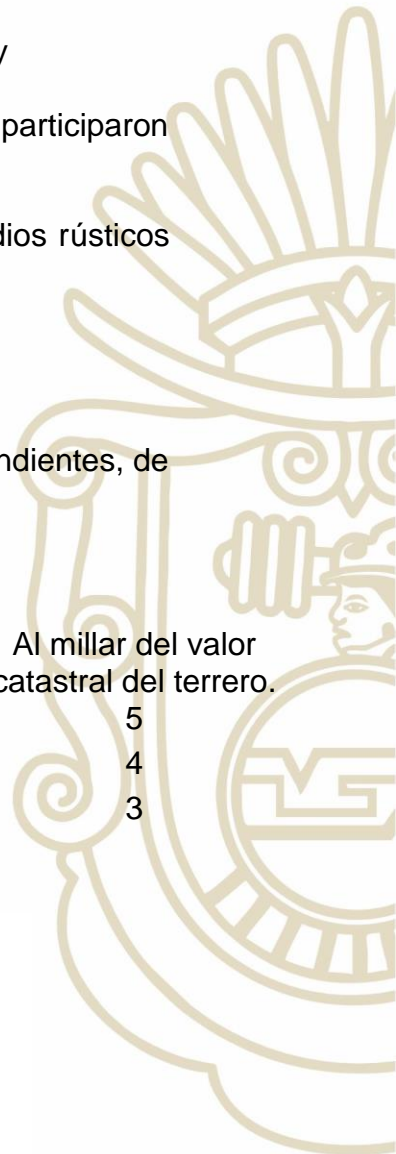 y
participaron
dios rústicos
ndientes, de
Al millar del valor
catastral del terrero.
5
4
3